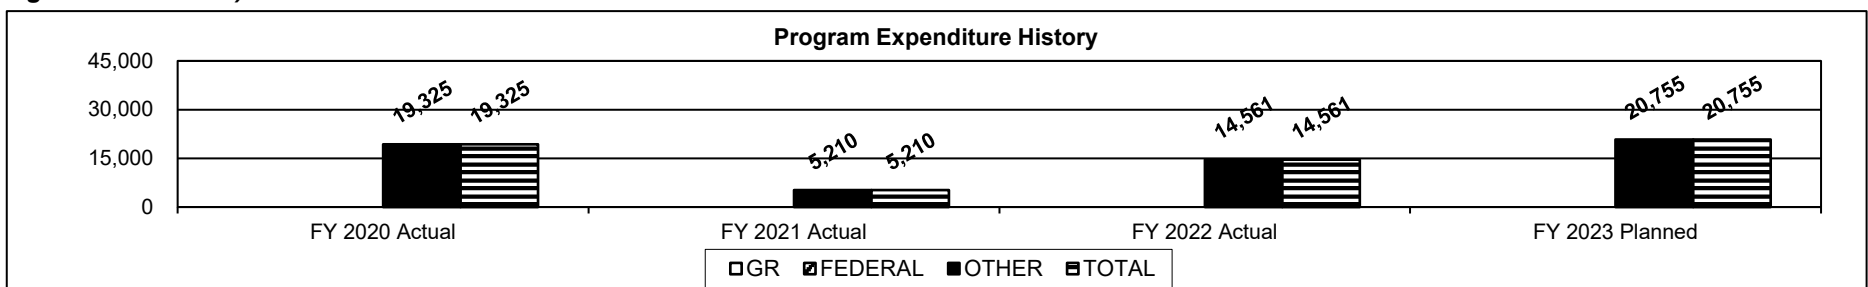 Program Expenditure History
45,000
30,000
15,000
0
19,325 19,325
5,210 5,210
14,561 14,561
20,755 20,755
FY 2020 Actual FY 2021 Actual FY 2022 Actual FY 2023 Planned
GR FEDERAL OTHER TOTAL